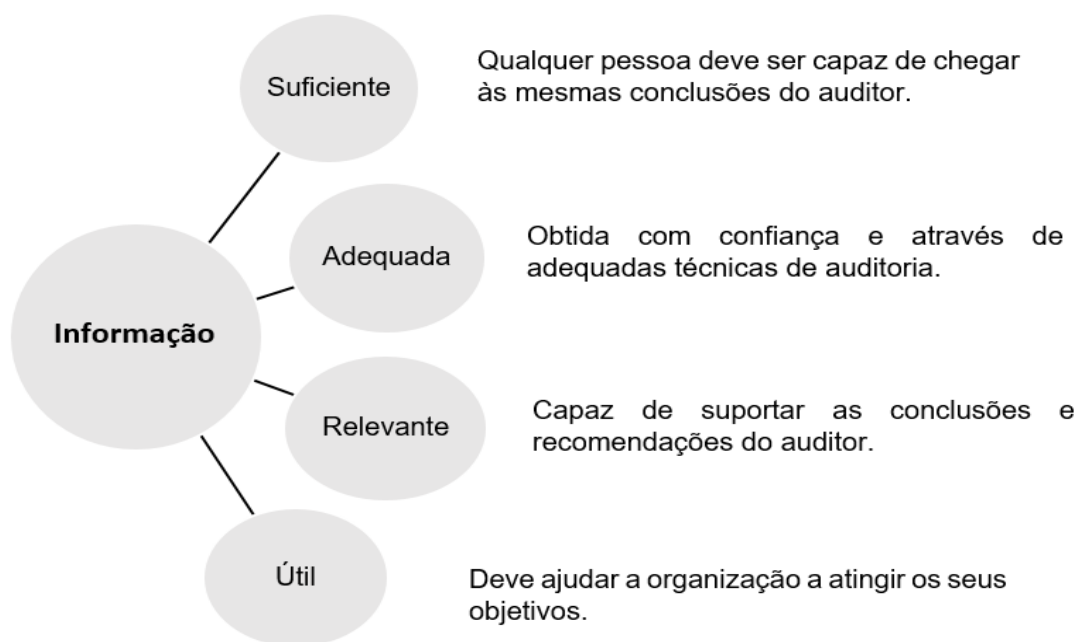 Suficiente
Qualquer pessoa deve ser capaz de chegar
às mesmas conclusões do auditor.
Adequada
Obtida com confiança e através de
adequadas técnicas de auditoria.
Informação
Relevante
Capaz de suportar as conclusões e
recomendações do auditor.
Útil
Deve ajudar a organização a atingir os seus
objetivos.